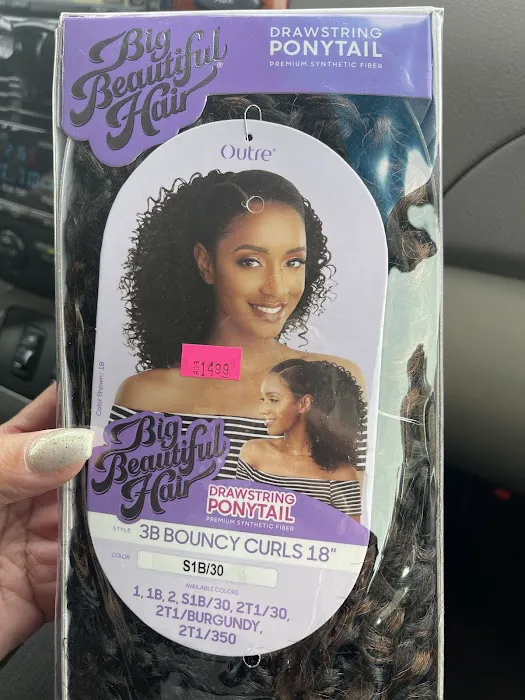 Big
Beautiful
Hair®
DRAWSTRING
PONYTAIL
PREMIUM SYNTHETIC FIBER
Outre®
1499
Color Shown: 1B
Big
Beautiful
Hair
DRAWSTRING
PONYTAIL
PREMIUM SYNTHETIC FIBER
STYLE 3B BOUNCY CURLS 18"
COLOR S1B/30
AVAILABLE COLORS
1, 1B, 2, S1B/30, 2T1/30,
2T1/BURGUNDY,
2T1/350